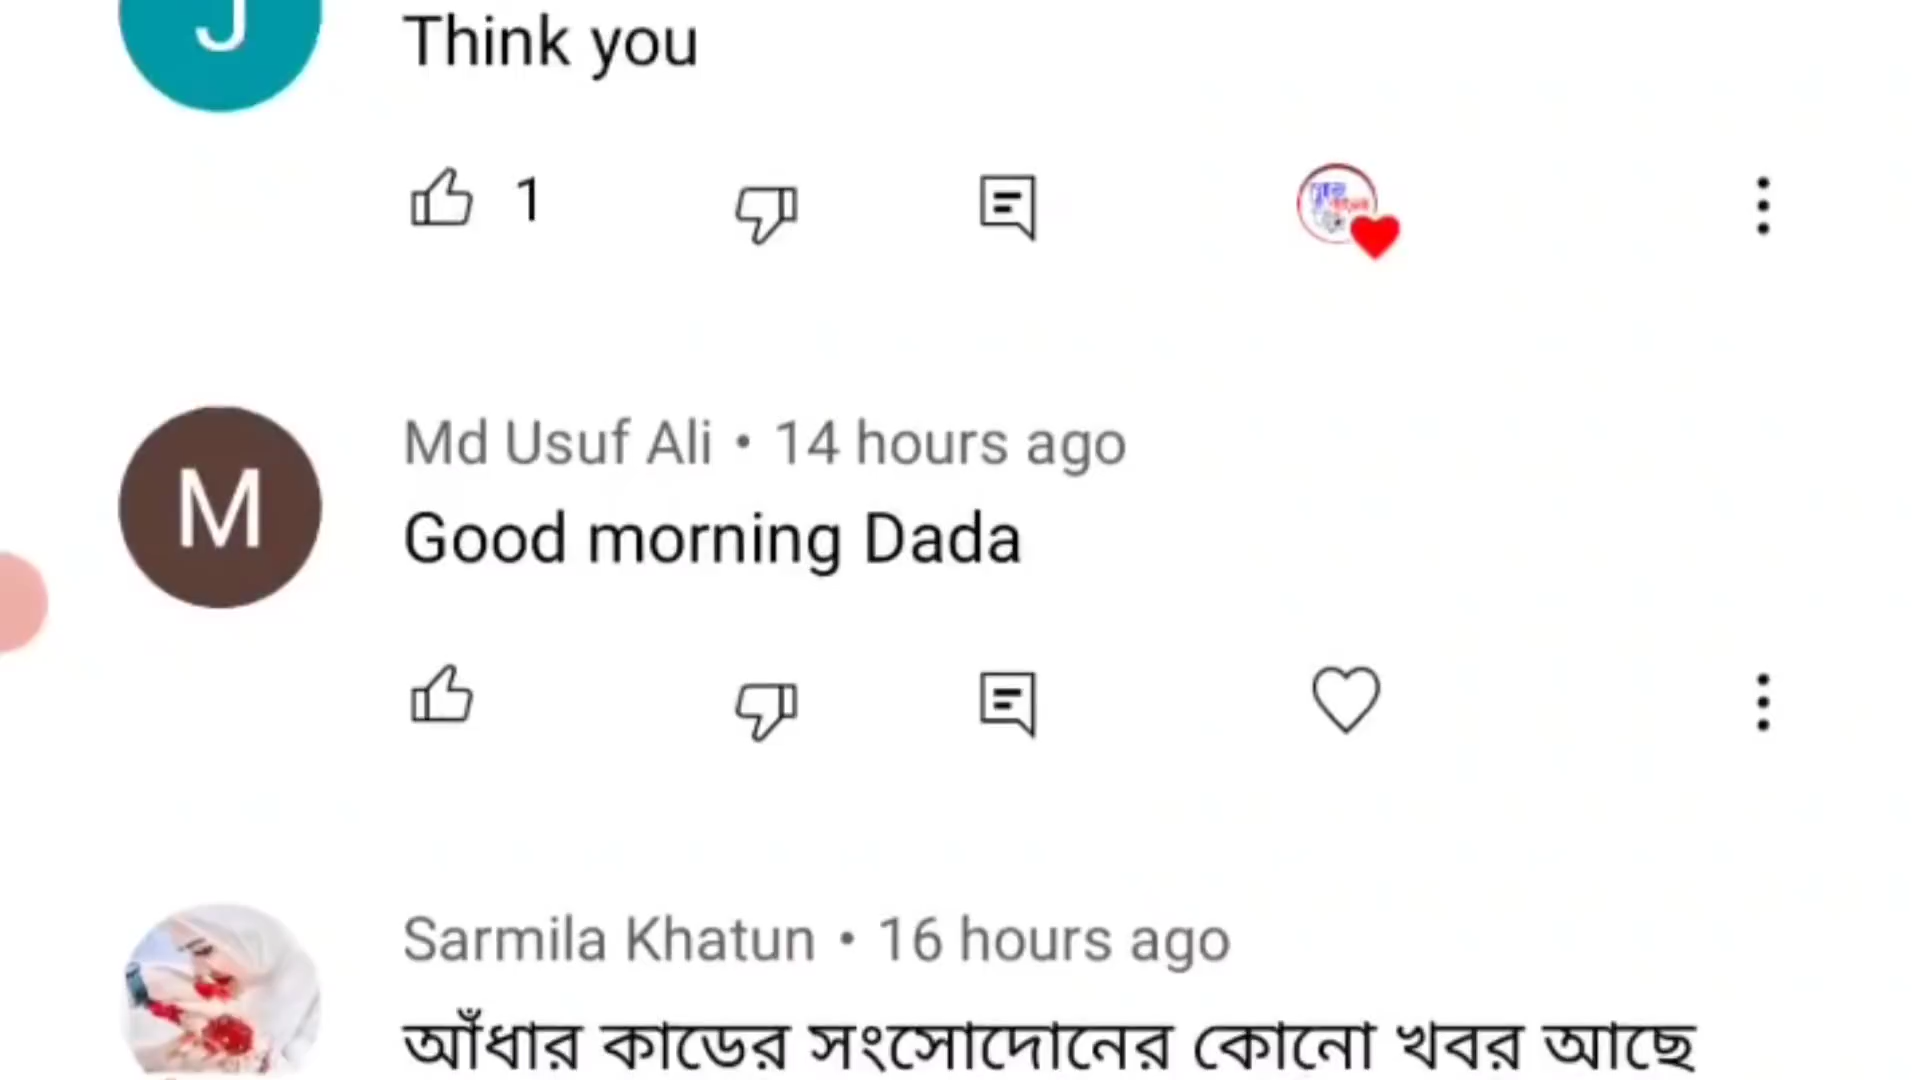 J
Think you
1
Md Usuf Ali • 14 hours ago
M
Good morning Dada
Sarmila Khatun • 16 hours ago
আঁধার কাডের সংসোদোনের কোনো খবর আছে